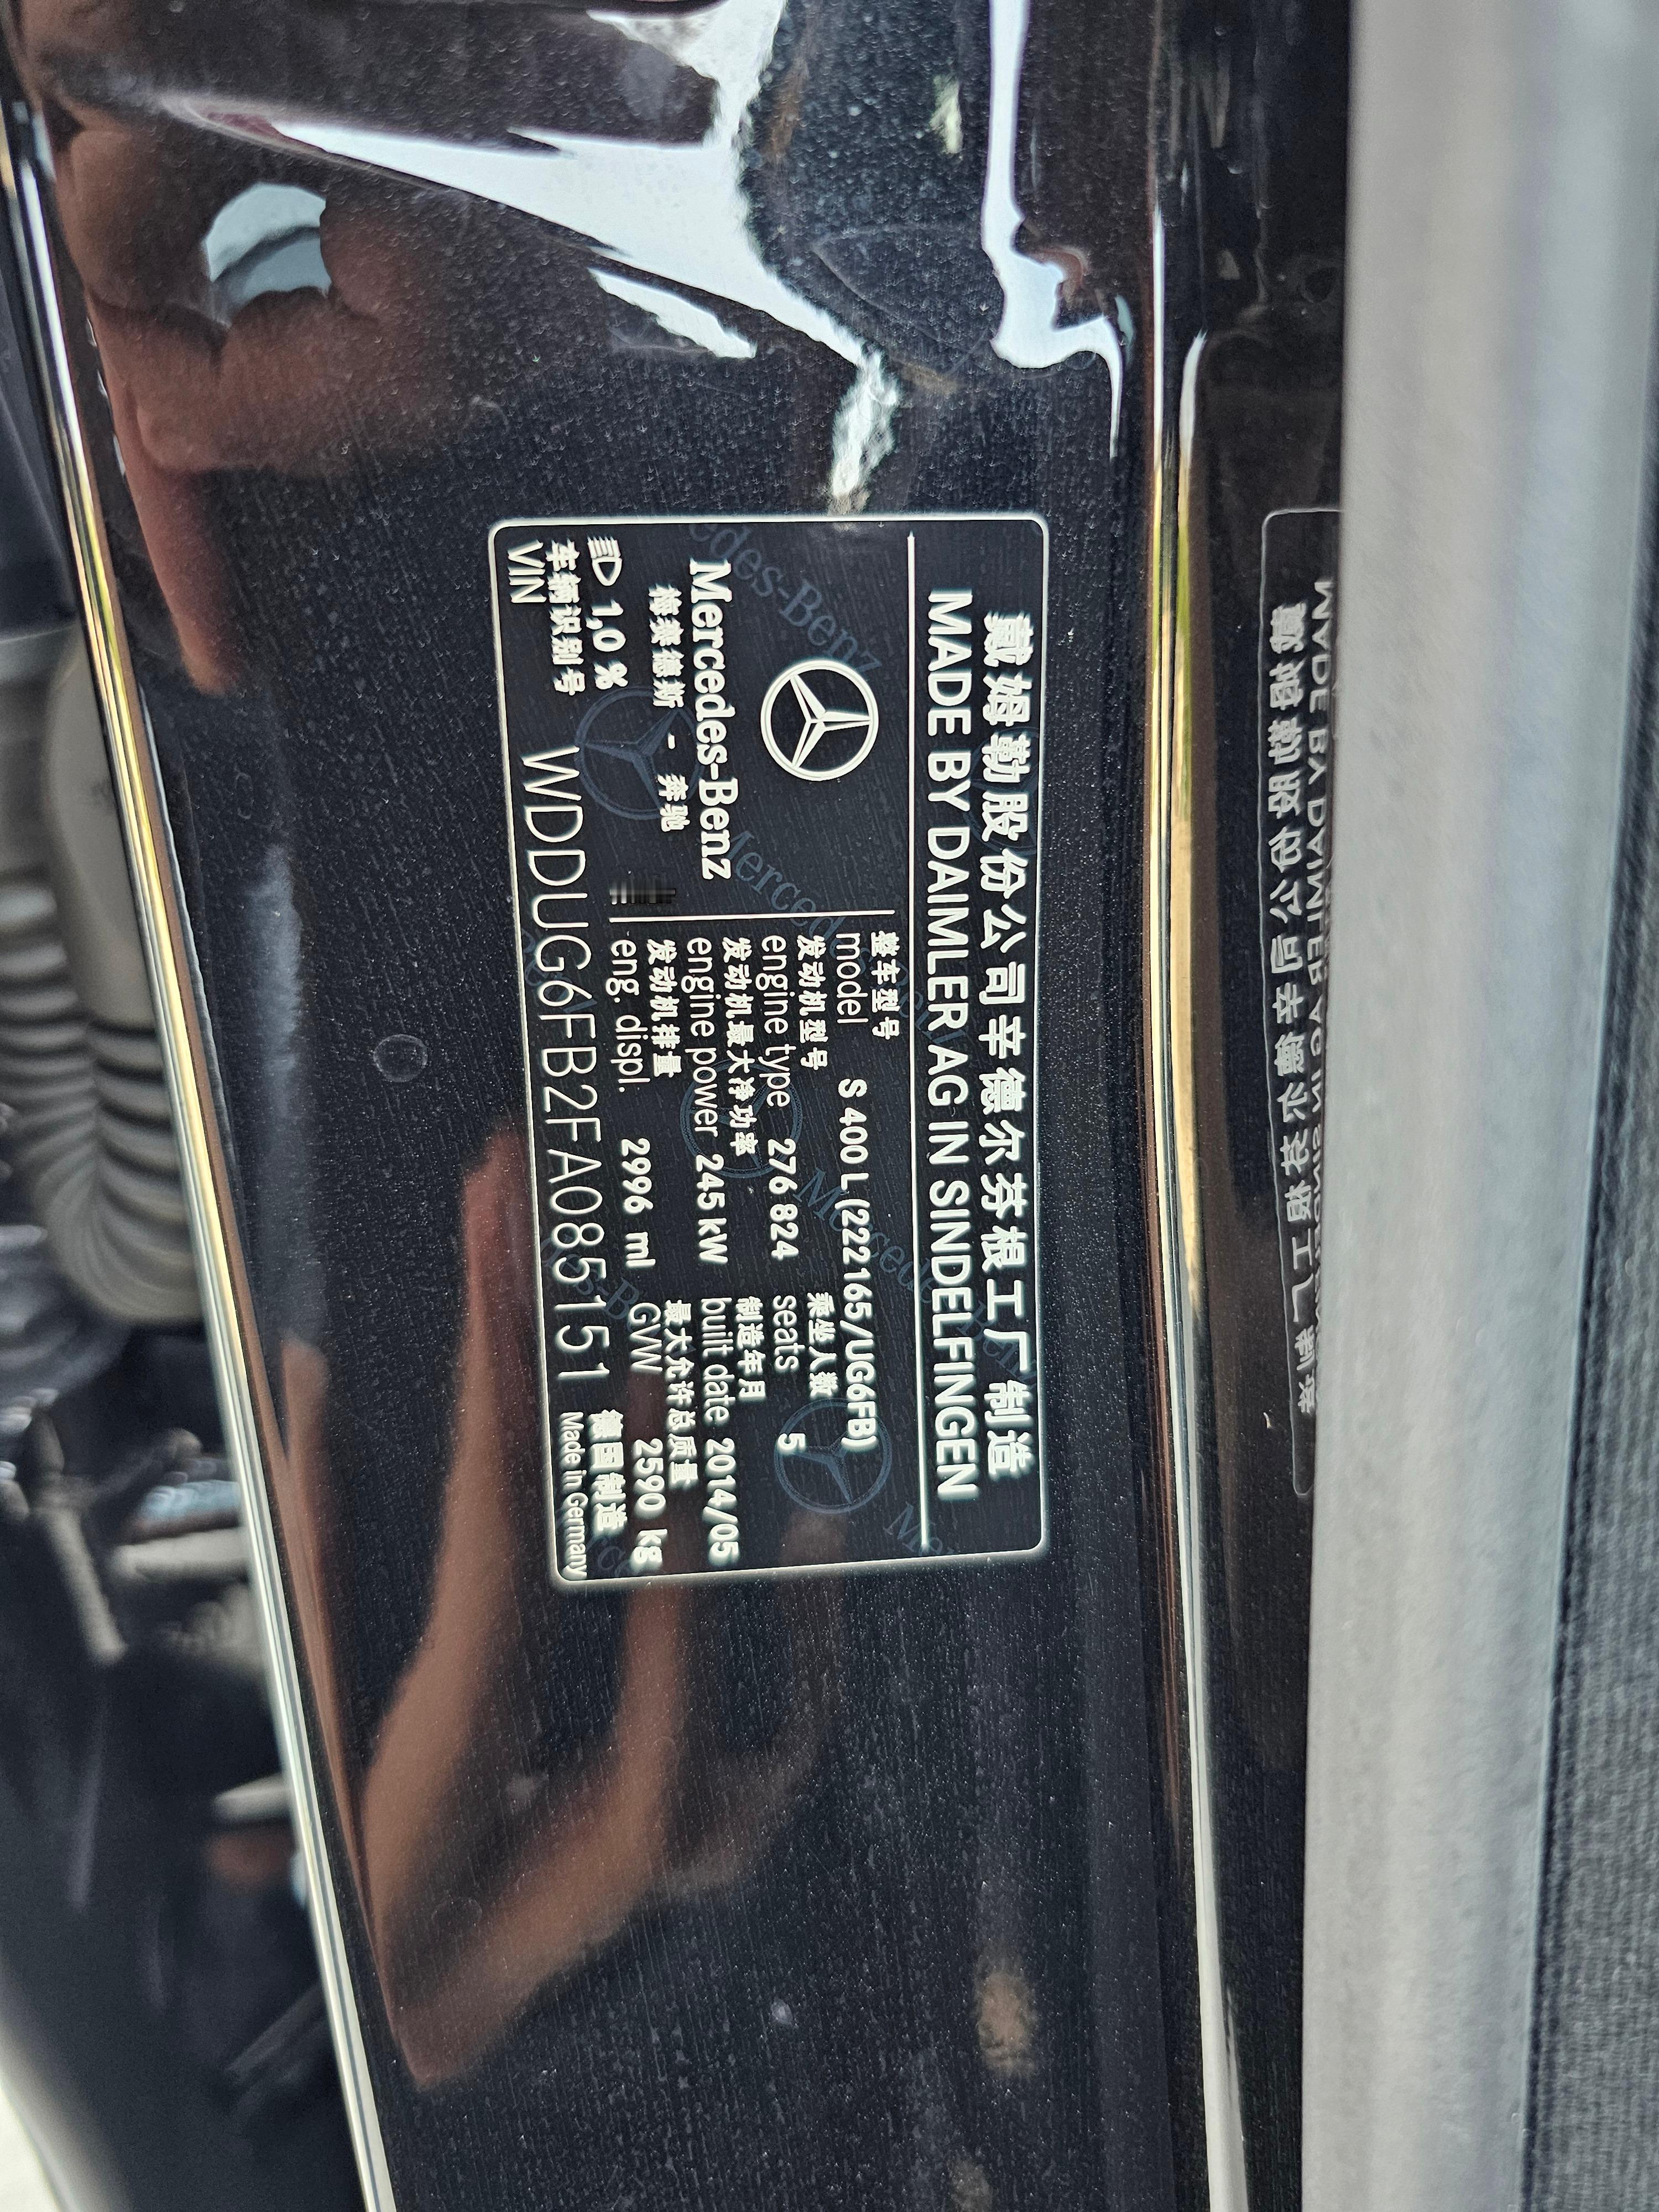 戴姆勒股份公司辛德尔芬根工厂制造
MADE BY DAIMLER AG IN SINDELFINGEN
Mercedes-Benz
梅赛德斯 - 奔驰
1,0 %
整车型号
model S 400 L (222 165/UG6FB)
发动机型号 乘坐人数
engine type 276 824 seats 5
发动机最大净功率 制造年月
engine power 245 kW built date 2014/05
发动机排量 最大允许总质量
eng. displ. 2996 ml GVW 2590 kg
车辆识别号
VIN WDDUG6FB2FA085151
德国制造
Made in Germany